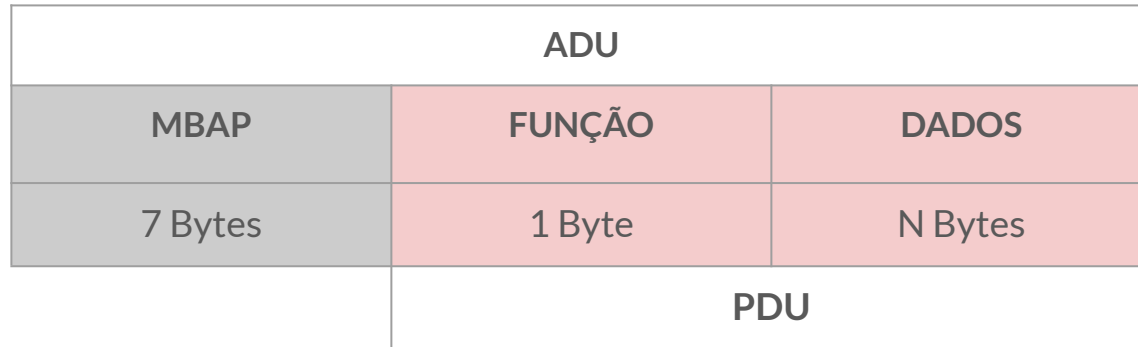 ADU
MBAP FUNÇÃO DADOS
7 Bytes 1 Byte N Bytes
PDU